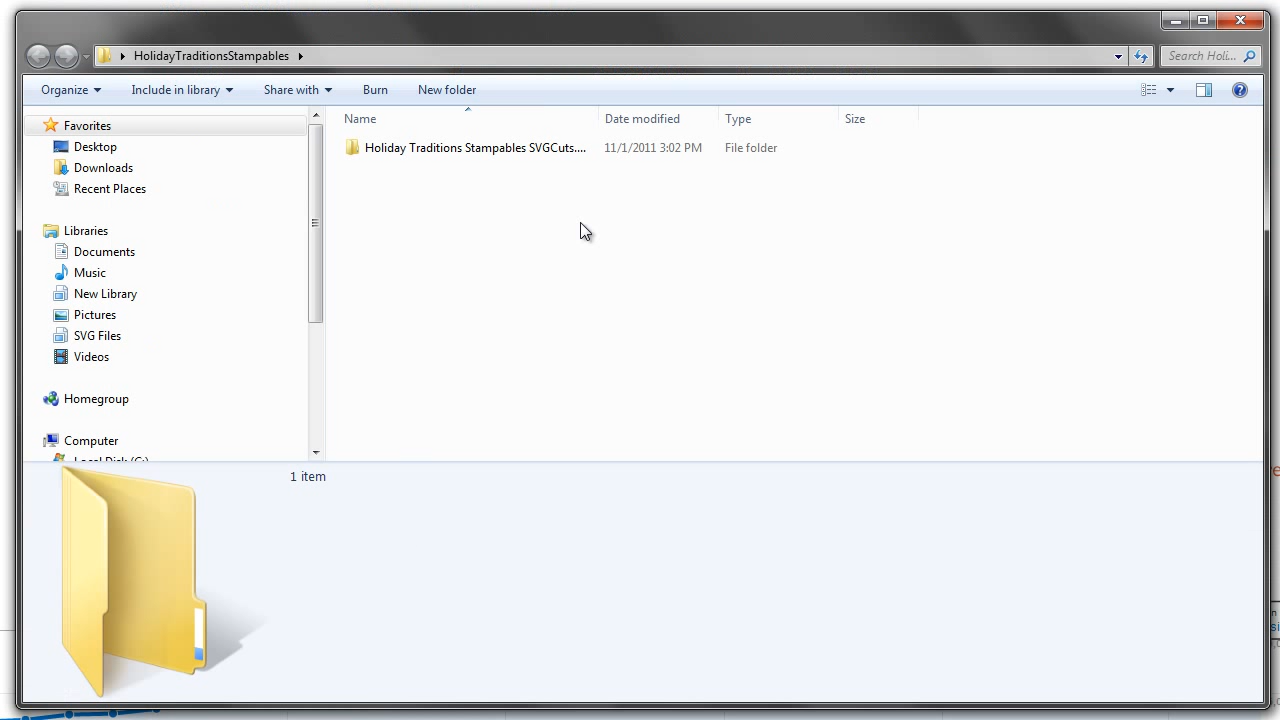 HolidayTraditionsStampables
Search Holi...
Organize Include in library Share with Burn New folder
Name Date modified Type Size
Holiday Traditions Stampables SVGCuts.... 11/1/2011 3:02 PM File folder
Favorites
Desktop
Downloads
Recent Places
Libraries
Documents
Music
New Library
Pictures
SVG Files
Videos
Homegroup
Computer
Local Disk (C:)
1 item